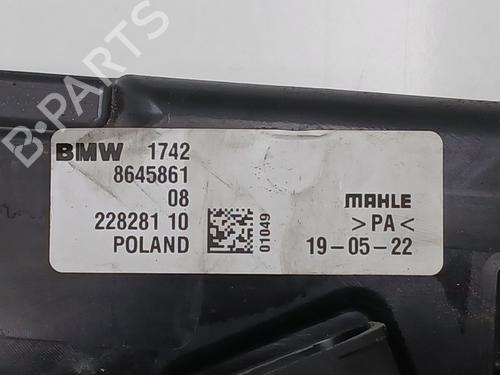 B-PARTS
BMW 1742
8645861
08
228281 10
POLAND
01049
MAHLE
>PA<
19-05-22